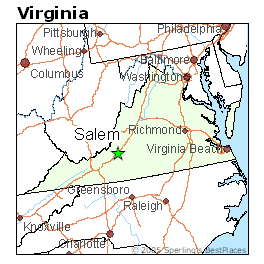 Virginia
Philadelphia
Pittsburgh
Wheeling
Baltimore
Columbus
Washington
Salem
Richmond
Virginia Beach
Greensboro
Raleigh
Knoxville
Charlotte
© 2005 Sperling's BestPlaces